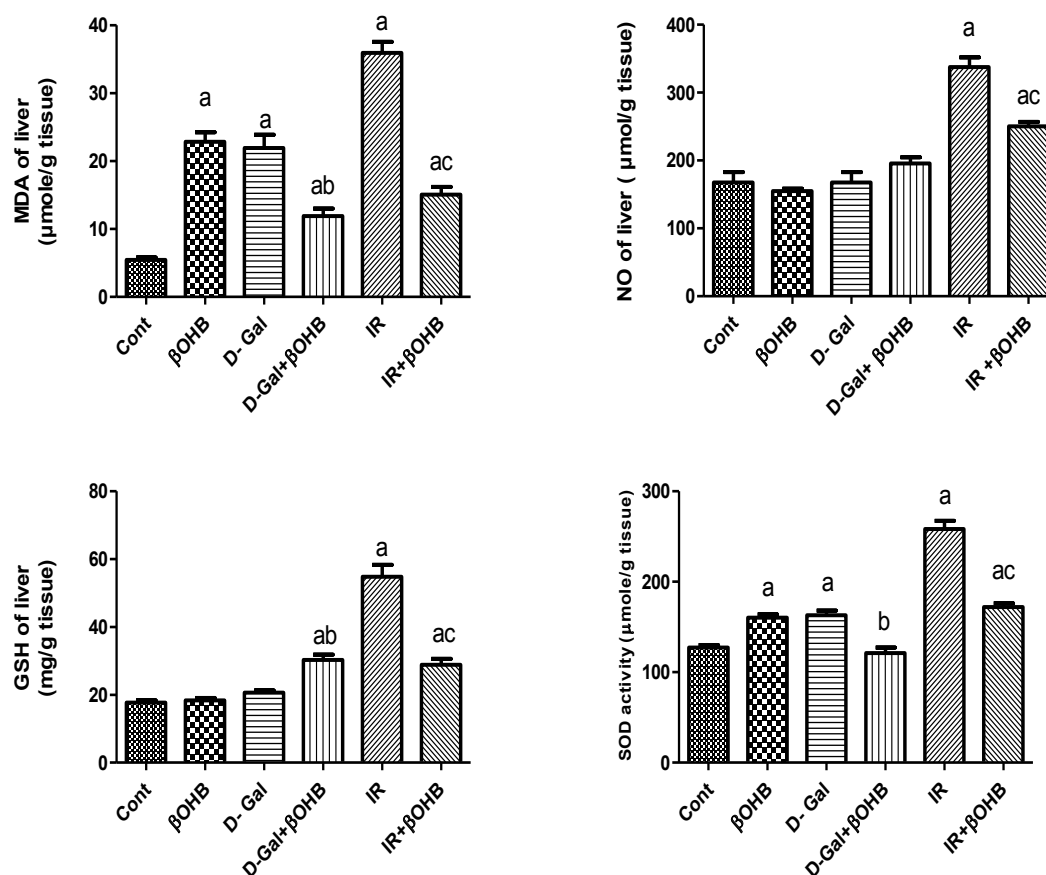 MDA of liver
(µmole/g tissue)
40
30
20
10
0
a
a
ab
a
ac
Cont
βOHB
D- Gal
D-Gal+βOHB
IR
IR+βOHB
NO of liver ( µmol/g tissue)
400
300
200
100
0
a
ac
Cont
βOHB
D- Gal
D-Gal+ βOHB
IR
IR +βOHB
GSH of liver
(mg/g tissue)
80
60
40
20
0
ab
a
ac
Cont
βOHB
D- Gal
D-Gal+βOHB
IR
IR+βOHB
SOD activity (µmole/g tissue)
300
200
100
0
a
a
b
a
ac
Cont
βOHB
D- Gal
D-Gal+βOHB
IR
IR+βOHB